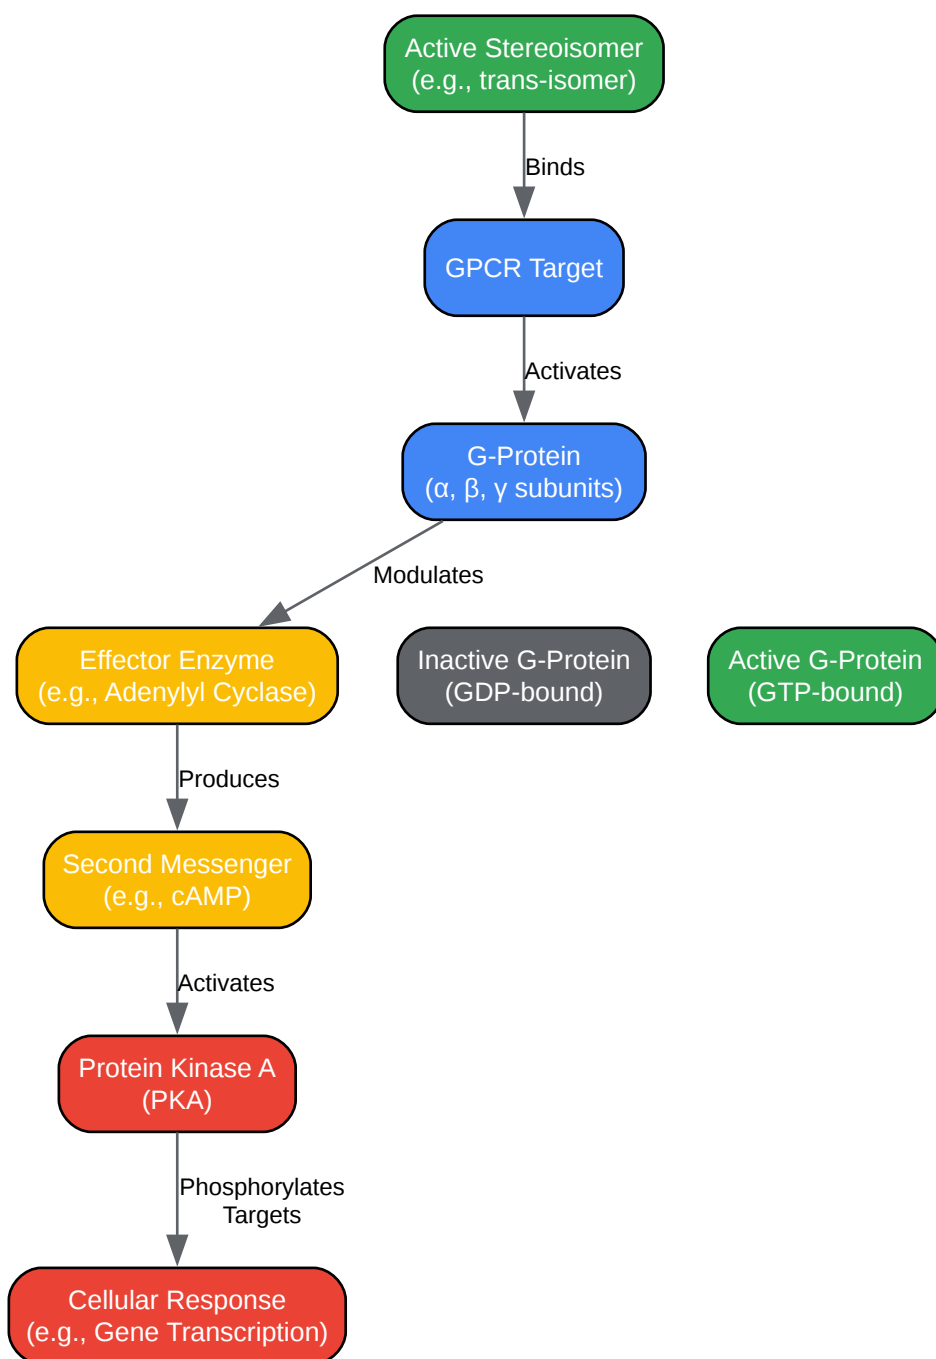 Active Stereoisomer
(e.g., trans-isomer)
Binds
GPCR Target
Activates
G-Protein
(α, β, γ subunits)
Modulates
Effector Enzyme
(e.g., Adenylyl Cyclase)
Inactive G-Protein
(GDP-bound)
Active G-Protein
(GTP-bound)
Produces
Second Messenger
(e.g., cAMP)
Activates
Protein Kinase A
(PKA)
Phosphorylates
Targets
Cellular Response
(e.g., Gene Transcription)